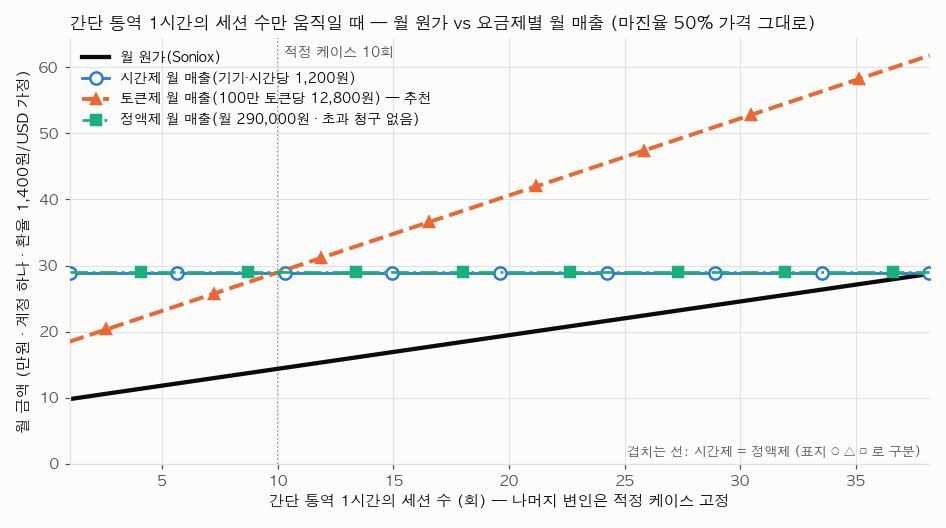 간단 통역 1시간의 세션 수만 움직일 때 — 월 원가 vs 요금제별 월 매출 (마진율 50% 가격 그대로)
월 원가(Soniox)
시간제 월 매출(기기·시간당 1,200원)
토큰제 월 매출(100만 토큰당 12,800원) — 추천
정액제 월 매출(월 290,000원 · 초과 청구 없음)
적정 케이스 10회
월 금액 (만원 · 계정 하나 · 환율 1,400원/USD 가정)
60
50
40
30
20
10
0
겹치는 선: 시간제 = 정액제 (표지 ○ △ □ 로 구분)
5 10 15 20 25 30 35
간단 통역 1시간의 세션 수 (회) — 나머지 변인은 적정 케이스 고정